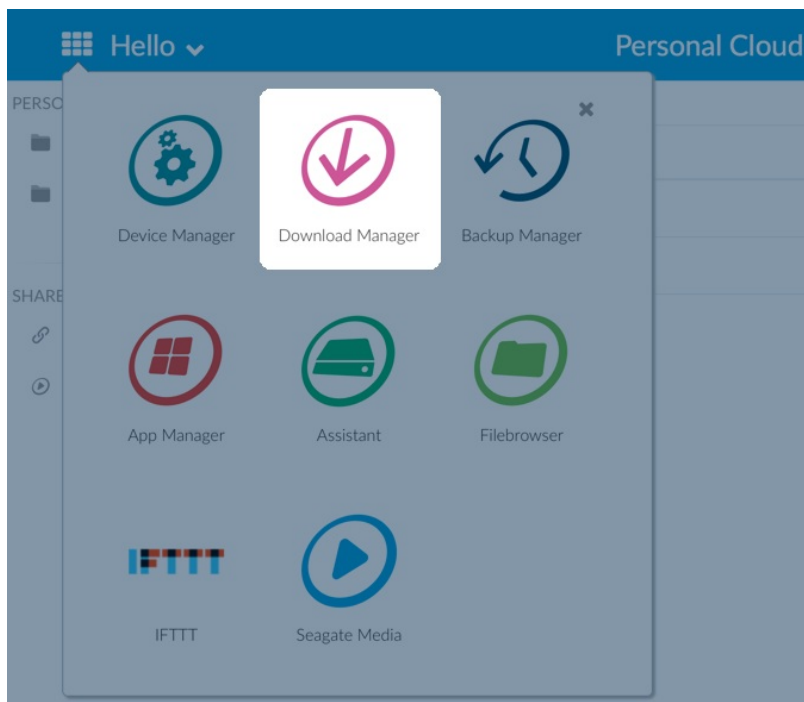 Hello
Personal Cloud
PERSO
Device Manager
Download Manager
Backup Manager
SHARE
App Manager
Assistant
Filebrowser
IFTTT
IFTTT
Seagate Media